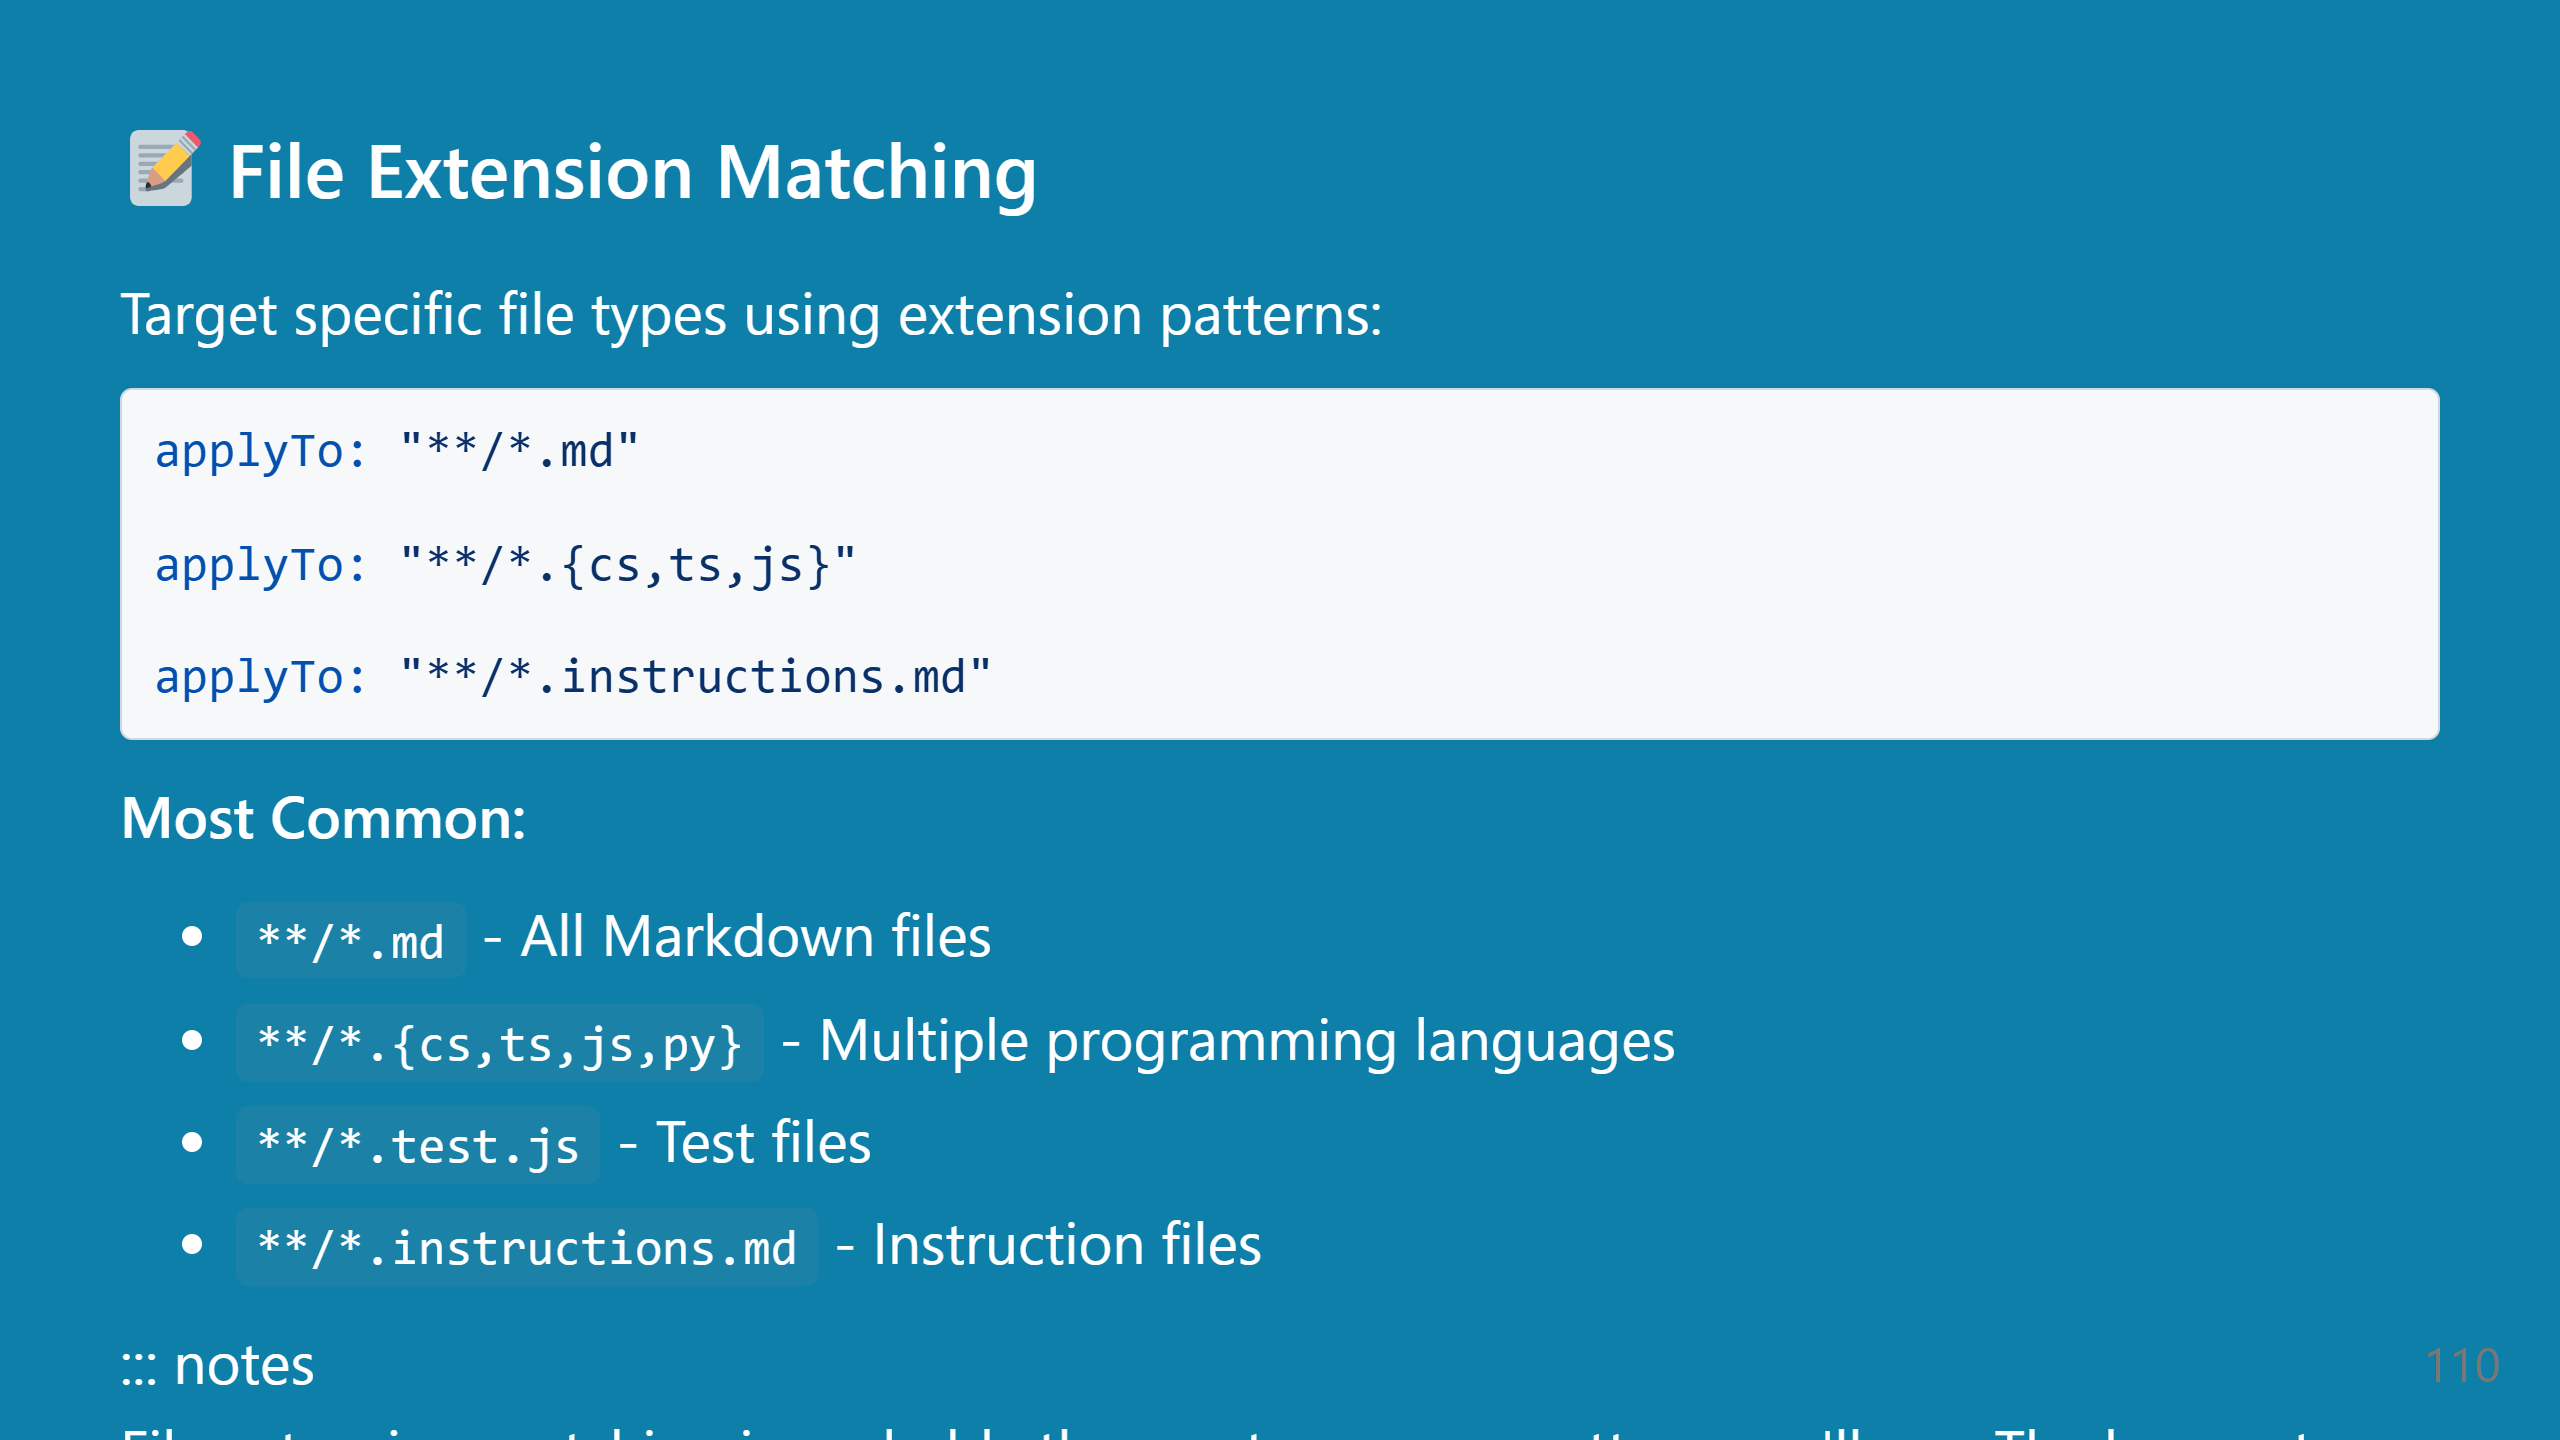 📝 File Extension Matching
Target specific file types using extension patterns:
applyTo: "**/*.md"
applyTo: "**/*.{cs,ts,js}"
applyTo: "**/*.instructions.md"
Most Common:
• **/*.md - All Markdown files
• **/*.{cs,ts,js,py} - Multiple programming languages
• **/*.test.js - Test files
• **/*.instructions.md - Instruction files
::: notes
110